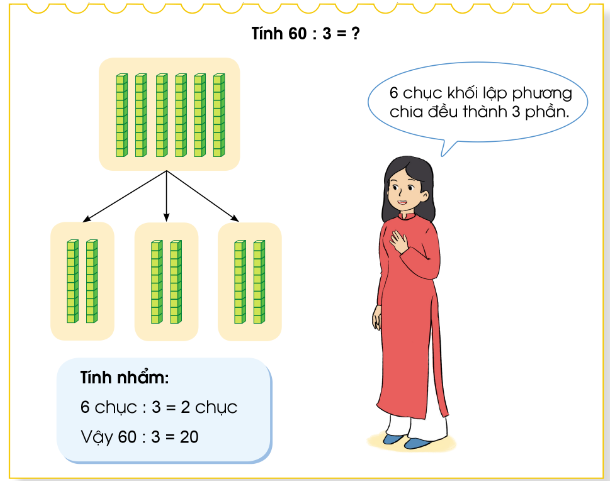 Tính 60 : 3 = ?
6 chục khối lập phương
chia đều thành 3 phần.
Tính nhẩm:
6 chục : 3 = 2 chục
Vậy 60 : 3 = 20